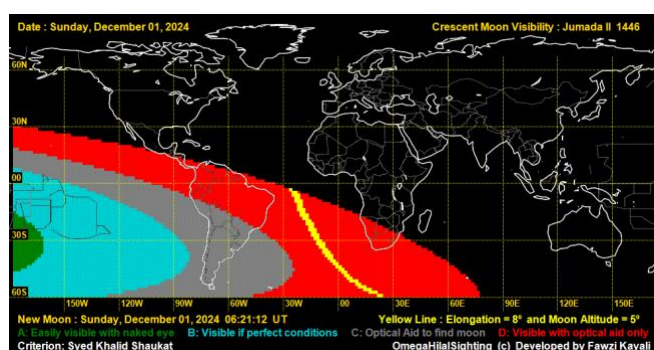 Date : Sunday, December 01, 2024 Crescent Moon Visibility : Jumada II 1446
60N
30N
00
30S
60S
150W 120W 90W 60W 30W 00 30E 60E 90E 120E 150E
New Moon : Sunday, December 01, 2024 06:21:12 UT Yellow Line : Elongation = 8° and Moon Altitude = 5°
A: Easily visible with naked eye B: Visible if perfect conditions C: Optical Aid to find moon D: Visible with optical aid only
Criterion: Syed Khalid Shaukat OmegaHilalSighting (c) Developed by Fawzi Kayali